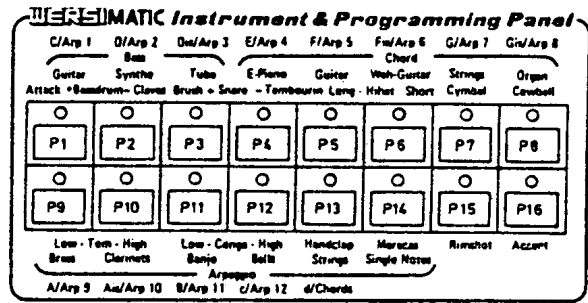 WERSIMATIC Instrument & Programming Panel
C/Arp 1 D/Arp 2 Dis/Arp 3 E/Arp 4 F/Arp 5 Fis/Arp 6 G/Arp 7 Gis/Arp 8
Bass Chord
Guitar Synthe Tuba E-Piano Guitar Wah-Guitar Strings Organ
Attack + Bassdrum - Claves Brush + Snare - Tambourin Long - Hihat Short Cymbal Cowbell
P1 P2 P3 P4 P5 P6 P7 P8
P9 P10 P11 P12 P13 P14 P15 P16
Low - Tom - High Low - Conga - High Handclap Maracas Rimshot Accent
Brass Clarinets Banjo Bells Strings Single Notes
Arpeggio
A/Arp 9 Ais/Arp 10 B/Arp 11 c/Arp 12 d/Chords